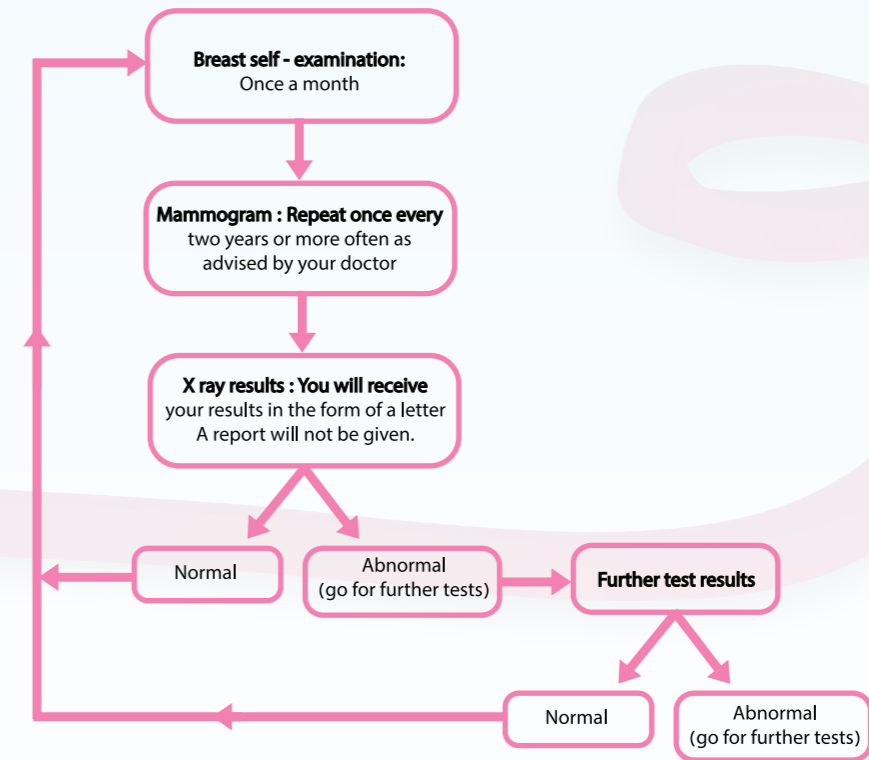 Breast self - examination:
Once a month
Mammogram : Repeat once every
two years or more often as
advised by your doctor
X ray results : You will receive
your results in the form of a letter
A report will not be given.
Normal
Abnormal
(go for further tests)
Further test results
Normal
Abnormal
(go for further tests)